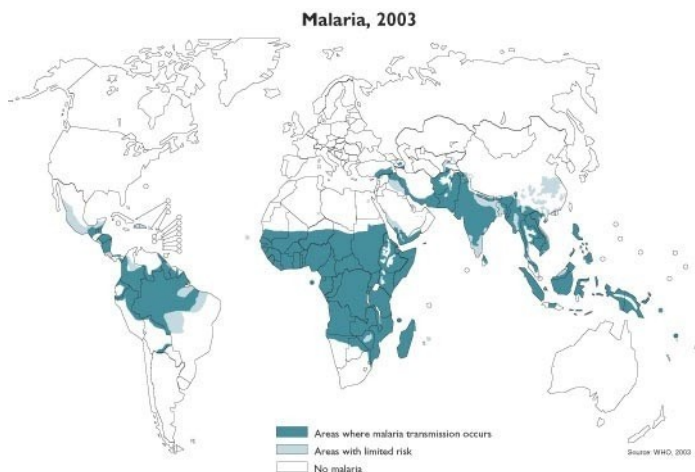 Malaria, 2003
Areas where malaria transmission occurs
Areas with limited risk
No malaria
Source: WHO, 2003